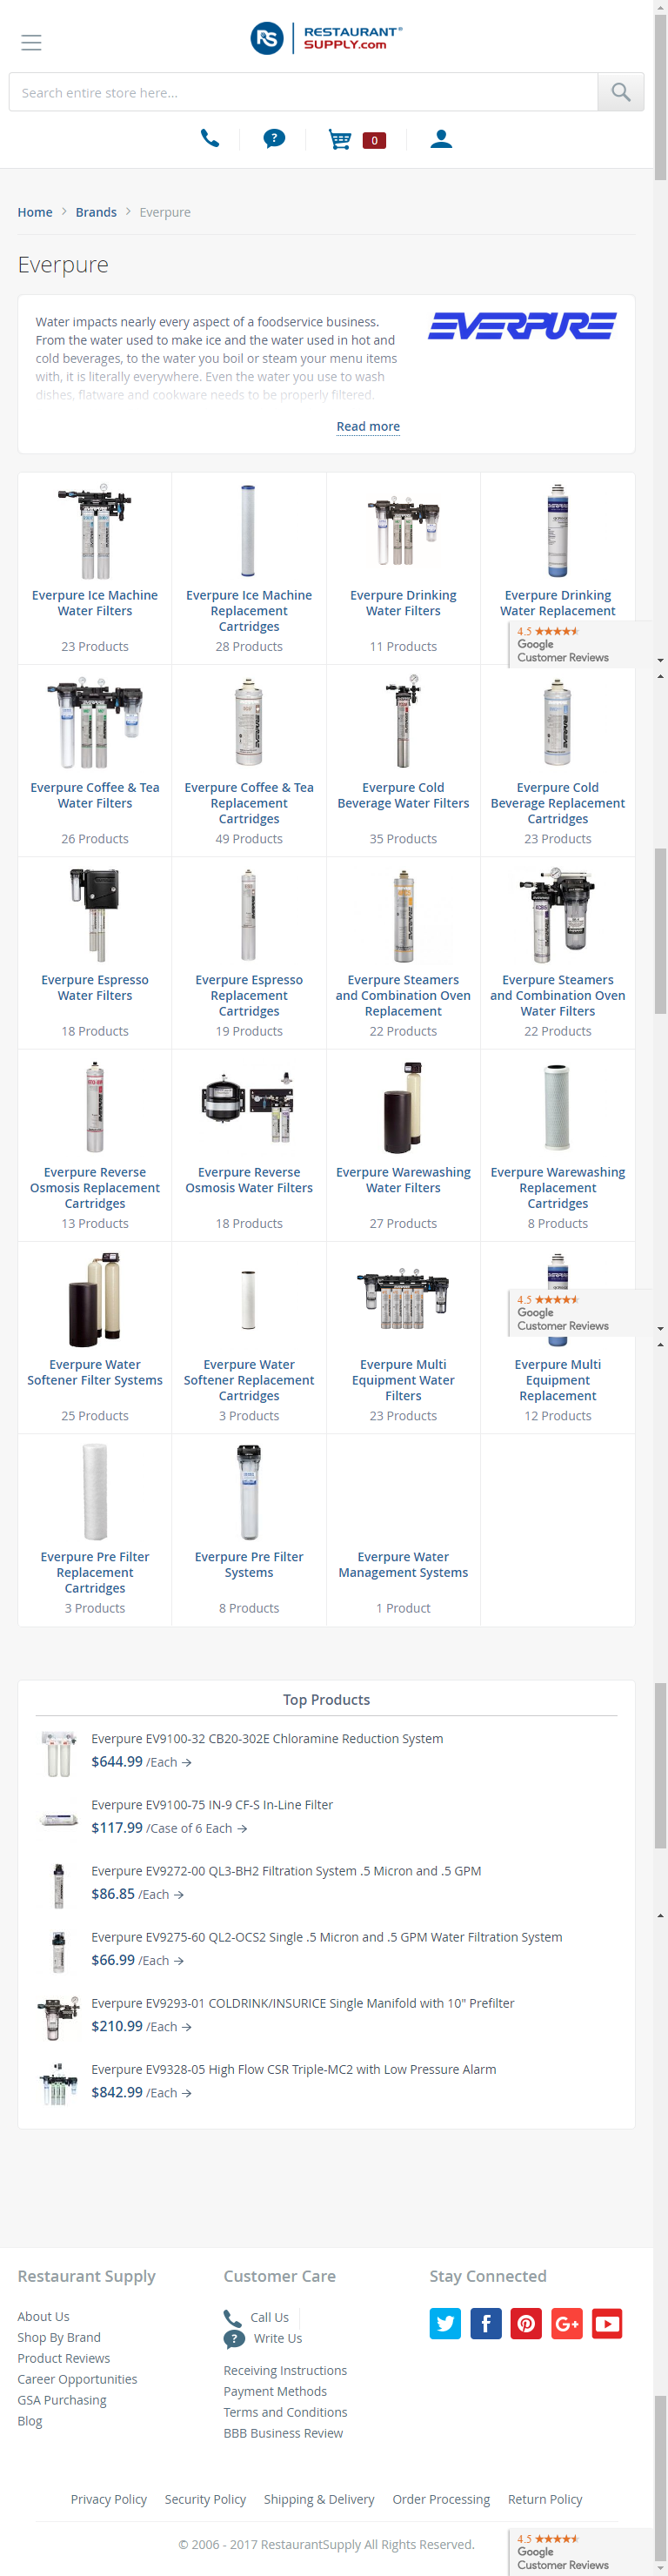 RS RESTAURANT®
SUPPLY.com
Search entire store here...
0
Home > Brands > Everpure
Everpure
Water impacts nearly every aspect of a foodservice business.
From the water used to make ice and the water used in hot and
cold beverages, to the water you boil or steam your menu items
with, it is literally everywhere. Even the water you use to wash
dishes, flatware and cookware needs to be properly filtered.
EVERPURE
Read more
Everpure Ice Machine
Water Filters
23 Products
Everpure Ice Machine
Replacement
Cartridges
28 Products
Everpure Drinking
Water Filters
11 Products
Everpure Drinking
Water Replacement
4.5 ★★★★
Google
Customer Reviews
Everpure Coffee & Tea
Water Filters
26 Products
Everpure Coffee & Tea
Replacement
Cartridges
49 Products
Everpure Cold
Beverage Water Filters
35 Products
Everpure Cold
Beverage Replacement
Cartridges
23 Products
Everpure Espresso
Water Filters
18 Products
Everpure Espresso
Replacement
Cartridges
19 Products
Everpure Steamers
and Combination Oven
Replacement
22 Products
Everpure Steamers
and Combination Oven
Water Filters
22 Products
Everpure Reverse
Osmosis Replacement
Cartridges
13 Products
Everpure Reverse
Osmosis Water Filters
18 Products
Everpure Warewashing
Water Filters
27 Products
Everpure Warewashing
Replacement
Cartridges
8 Products
4.5 ★★★★
Google
Customer Reviews
Everpure Water
Softener Filter Systems
25 Products
Everpure Water
Softener Replacement
Cartridges
3 Products
Everpure Multi
Equipment Water
Filters
23 Products
Everpure Multi
Equipment
Replacement
12 Products
Everpure Pre Filter
Replacement
Cartridges
3 Products
Everpure Pre Filter
Systems
8 Products
Everpure Water
Management Systems
1 Product
Top Products
Everpure EV9100-32 CB20-302E Chloramine Reduction System
$644.99 /Each →
Everpure EV9100-75 IN-9 CF-S In-Line Filter
$117.99 /Case of 6 Each →
Everpure EV9272-00 QL3-BH2 Filtration System .5 Micron and .5 GPM
$86.85 /Each →
Everpure EV9275-60 QL2-OCS2 Single .5 Micron and .5 GPM Water Filtration System
$66.99 /Each →
Everpure EV9293-01 COLDRINK/INSURICE Single Manifold with 10" Prefilter
$210.99 /Each →
Everpure EV9328-05 High Flow CSR Triple-MC2 with Low Pressure Alarm
$842.99 /Each →
Restaurant Supply
About Us
Shop By Brand
Product Reviews
Career Opportunities
GSA Purchasing
Blog
Customer Care
Call Us
Write Us
Receiving Instructions
Payment Methods
Terms and Conditions
BBB Business Review
Stay Connected
Privacy Policy Security Policy Shipping & Delivery Order Processing Return Policy
© 2006 - 2017 RestaurantSupply All Rights Reserved.
4.5 ★★★★
Google
Customer Reviews